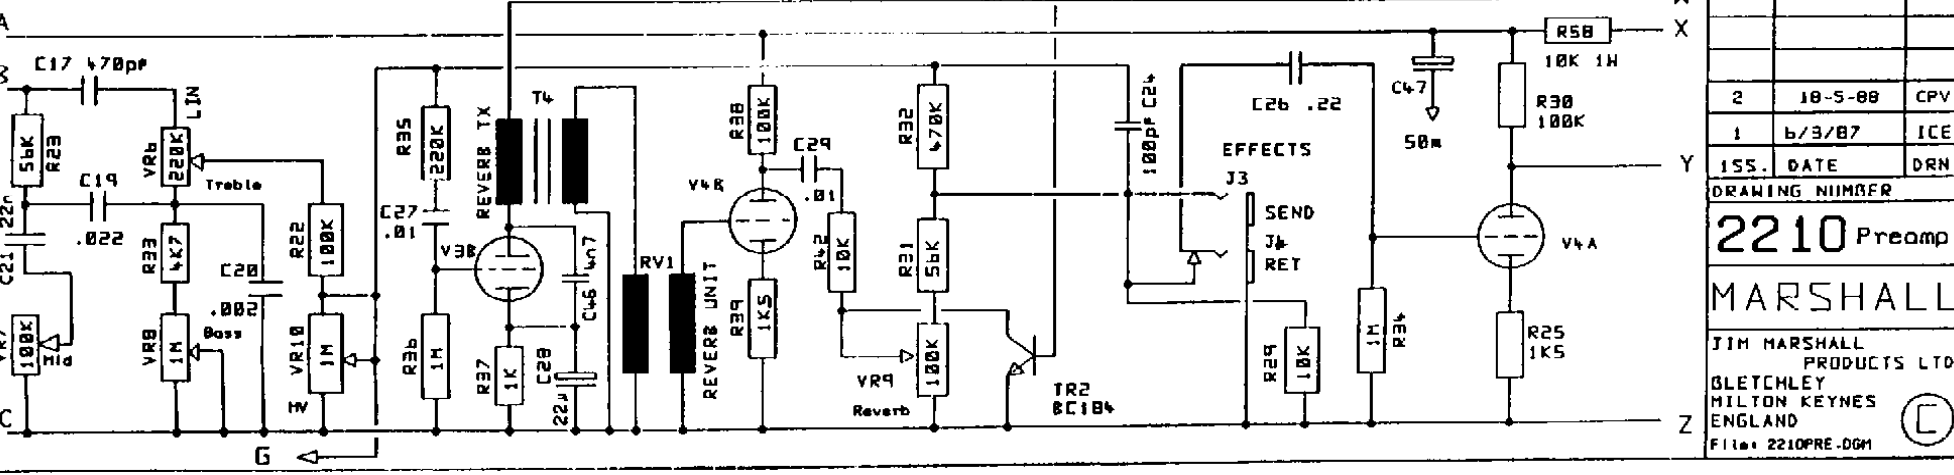 A
X
B
C17 470pF
LIN
R23
56K
VR6
220K
Treble
C19
.022
C21 22n
R33
4K7
C20
.002
VR7
100K
Mid
VR8
1M
Bass
R22
100K
VR10
1M
MV
C
G
R35
220K
C27
.01
R36
1M
REVERB TX
T4
V3B
C46 4n7
R37
1K
C28
22µ
RV1
REVERB UNIT
R38
100K
V4B
R39
1K5
C29
.01
R42
10K
R32
470K
R31
56K
VR9
100K
Reverb
TR2
BC184
100pF C24
C26 .22
EFFECTS
J3
SEND
J4
RET
R29
10K
R34
1M
C47
50m
R58
10K 1W
R30
100K
Y
V4A
R25
1K5
Z
2 18-5-88 CPV
1 6/3/87 ICE
ISS. DATE DRN
DRAWING NUMBER
2210 Preamp
MARSHALL
JIM MARSHALL
PRODUCTS LTD
BLETCHLEY
MILTON KEYNES
ENGLAND
File: 2210PRE-DGM
C